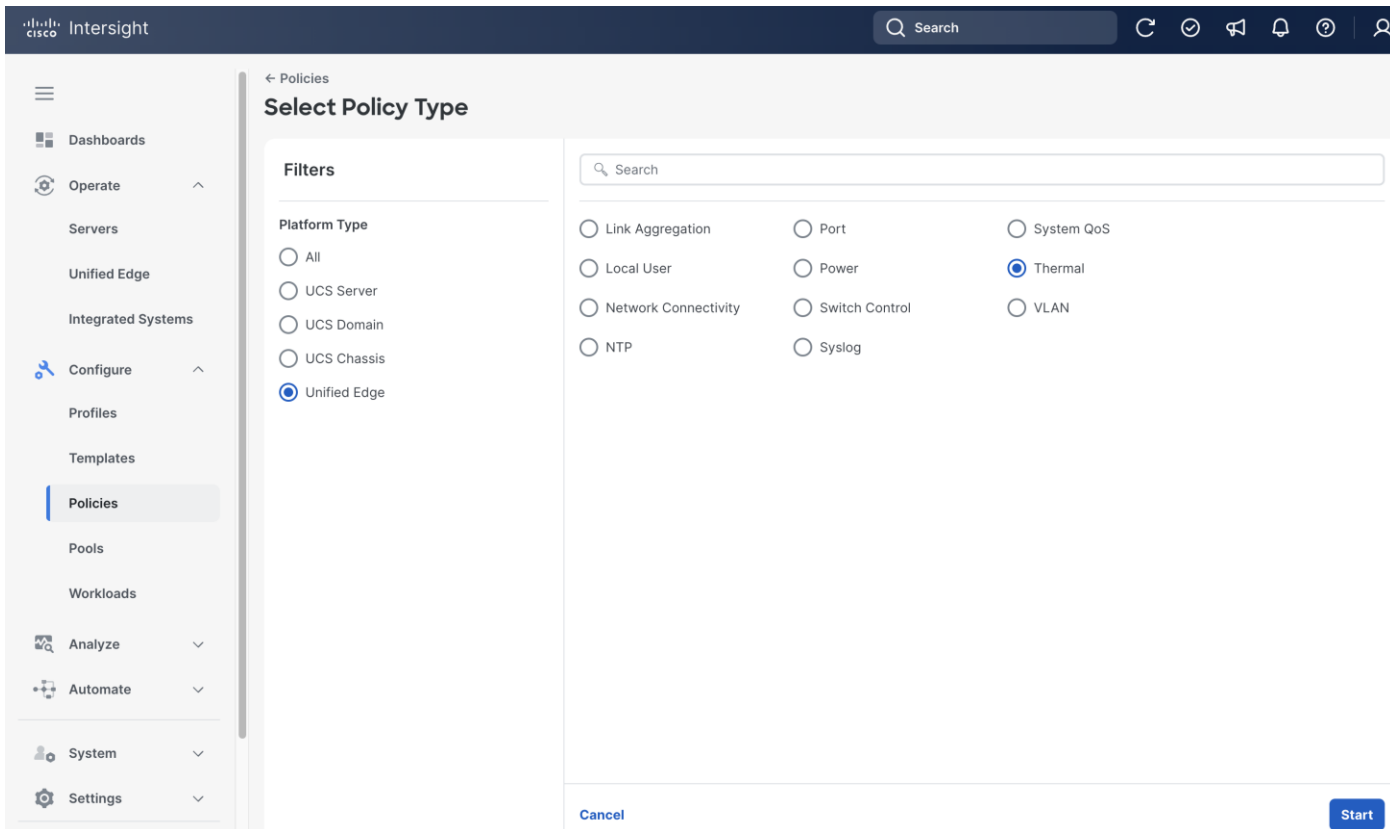 cisco Intersight
Search
← Policies
Select Policy Type
Dashboards
Operate
Servers
Unified Edge
Integrated Systems
Configure
Profiles
Templates
Policies
Pools
Workloads
Analyze
Automate
System
Settings
Filters
Platform Type
All
UCS Server
UCS Domain
UCS Chassis
Unified Edge
Search
Link Aggregation Port System QoS
Local User Power Thermal
Network Connectivity Switch Control VLAN
NTP Syslog
Cancel Start